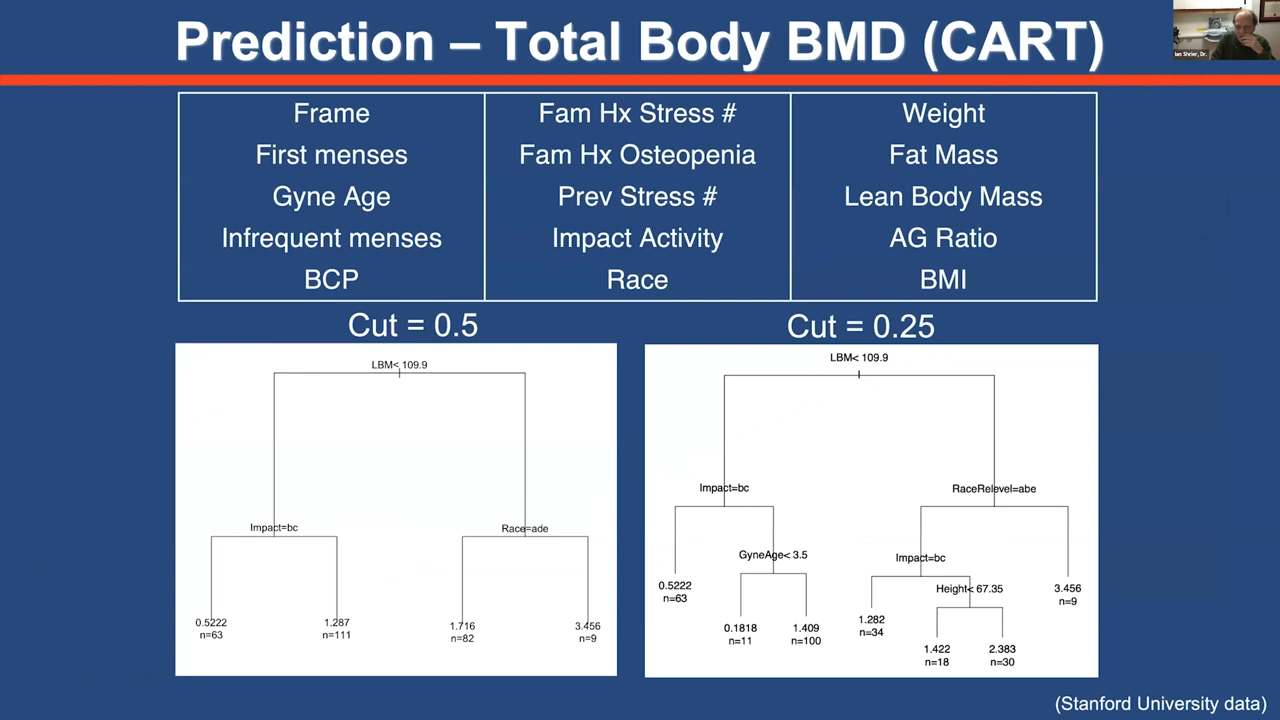 Prediction – Total Body BMD (CART)
Ian Shrier, Dr.
Frame
Fam Hx Stress #
Weight
First menses
Fam Hx Osteopenia
Fat Mass
Gyne Age
Prev Stress #
Lean Body Mass
Infrequent menses
Impact Activity
AG Ratio
BCP
Race
BMI
Cut = 0.5
LBM< 109.9
Impact=bc
Race=ade
0.5222
n=63
1.287
n=111
1.716
n=82
3.456
n=9
Cut = 0.25
LBM< 109.9
Impact=bc
RaceRelevel=abe
GyneAge< 3.5
Impact=bc
Height< 67.35
0.5222
n=63
0.1818
n=11
1.409
n=100
1.282
n=34
1.422
n=18
2.383
n=30
3.456
n=9
(Stanford University data)